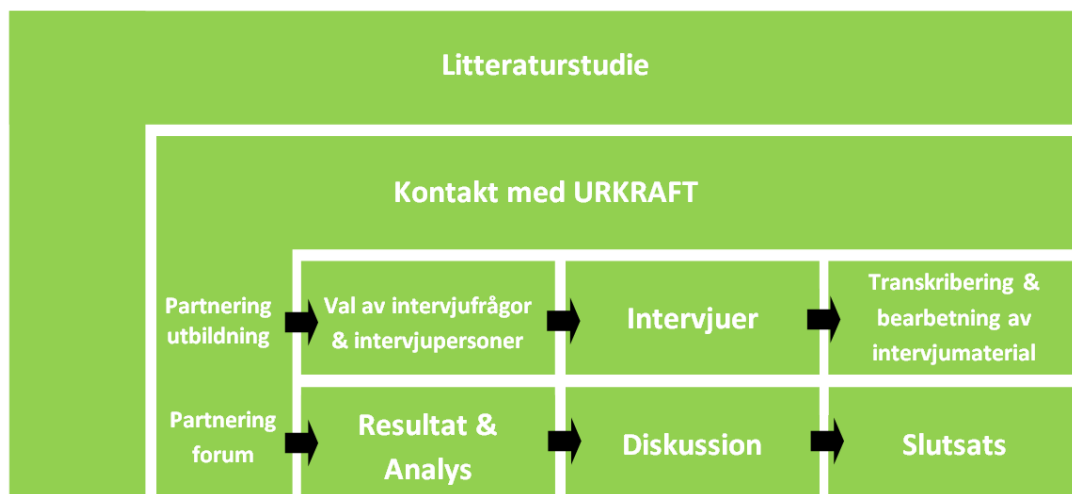 Litteraturstudie
Kontakt med URKRAFT
Partnering
utbildning
Val av intervjufrågor
& intervjupersoner
Intervjuer
Transkribering &
bearbetning av
intervjumaterial
Partnering
forum
Resultat &
Analys
Diskussion
Slutsats